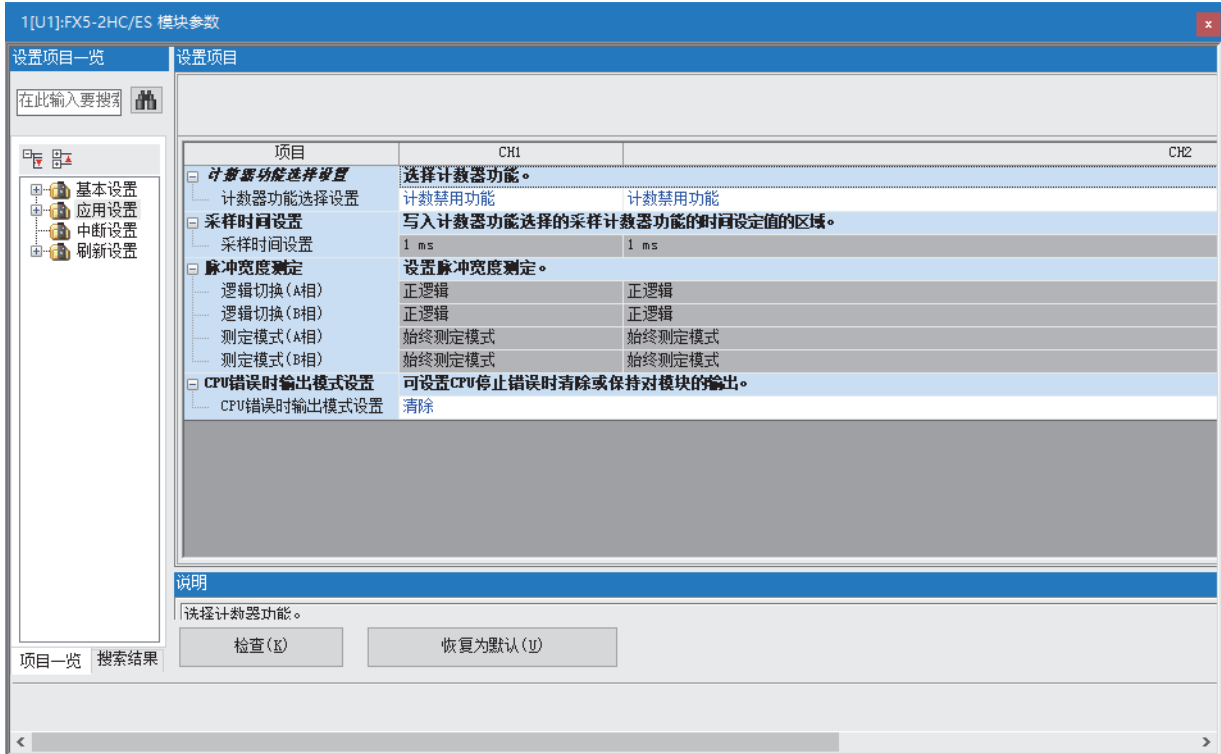 1[U1]:FX5-2HC/ES 模块参数
x
设置项目一览
设置项目
在此输入要搜索
项目 CH1 CH2
计数器功能选择设置 选择计数器功能。
计数器功能选择设置 计数禁用功能 计数禁用功能
采样时间设置 写入计数器功能选择的采样计数器功能的时间设定值的区域。
采样时间设置 1 ms 1 ms
脉冲宽度测定 设置脉冲宽度测定。
逻辑切换(A相) 正逻辑 正逻辑
逻辑切换(B相) 正逻辑 正逻辑
测定模式(A相) 始终测定模式 始终测定模式
测定模式(B相) 始终测定模式 始终测定模式
CPU错误时输出模式设置 可设置CPU停止错误时清除或保持对模块的输出。
CPU错误时输出模式设置 清除
基本设置
应用设置
中断设置
刷新设置
说明
选择计数器功能。
检查(K) 恢复为默认(U)
项目一览 搜索结果